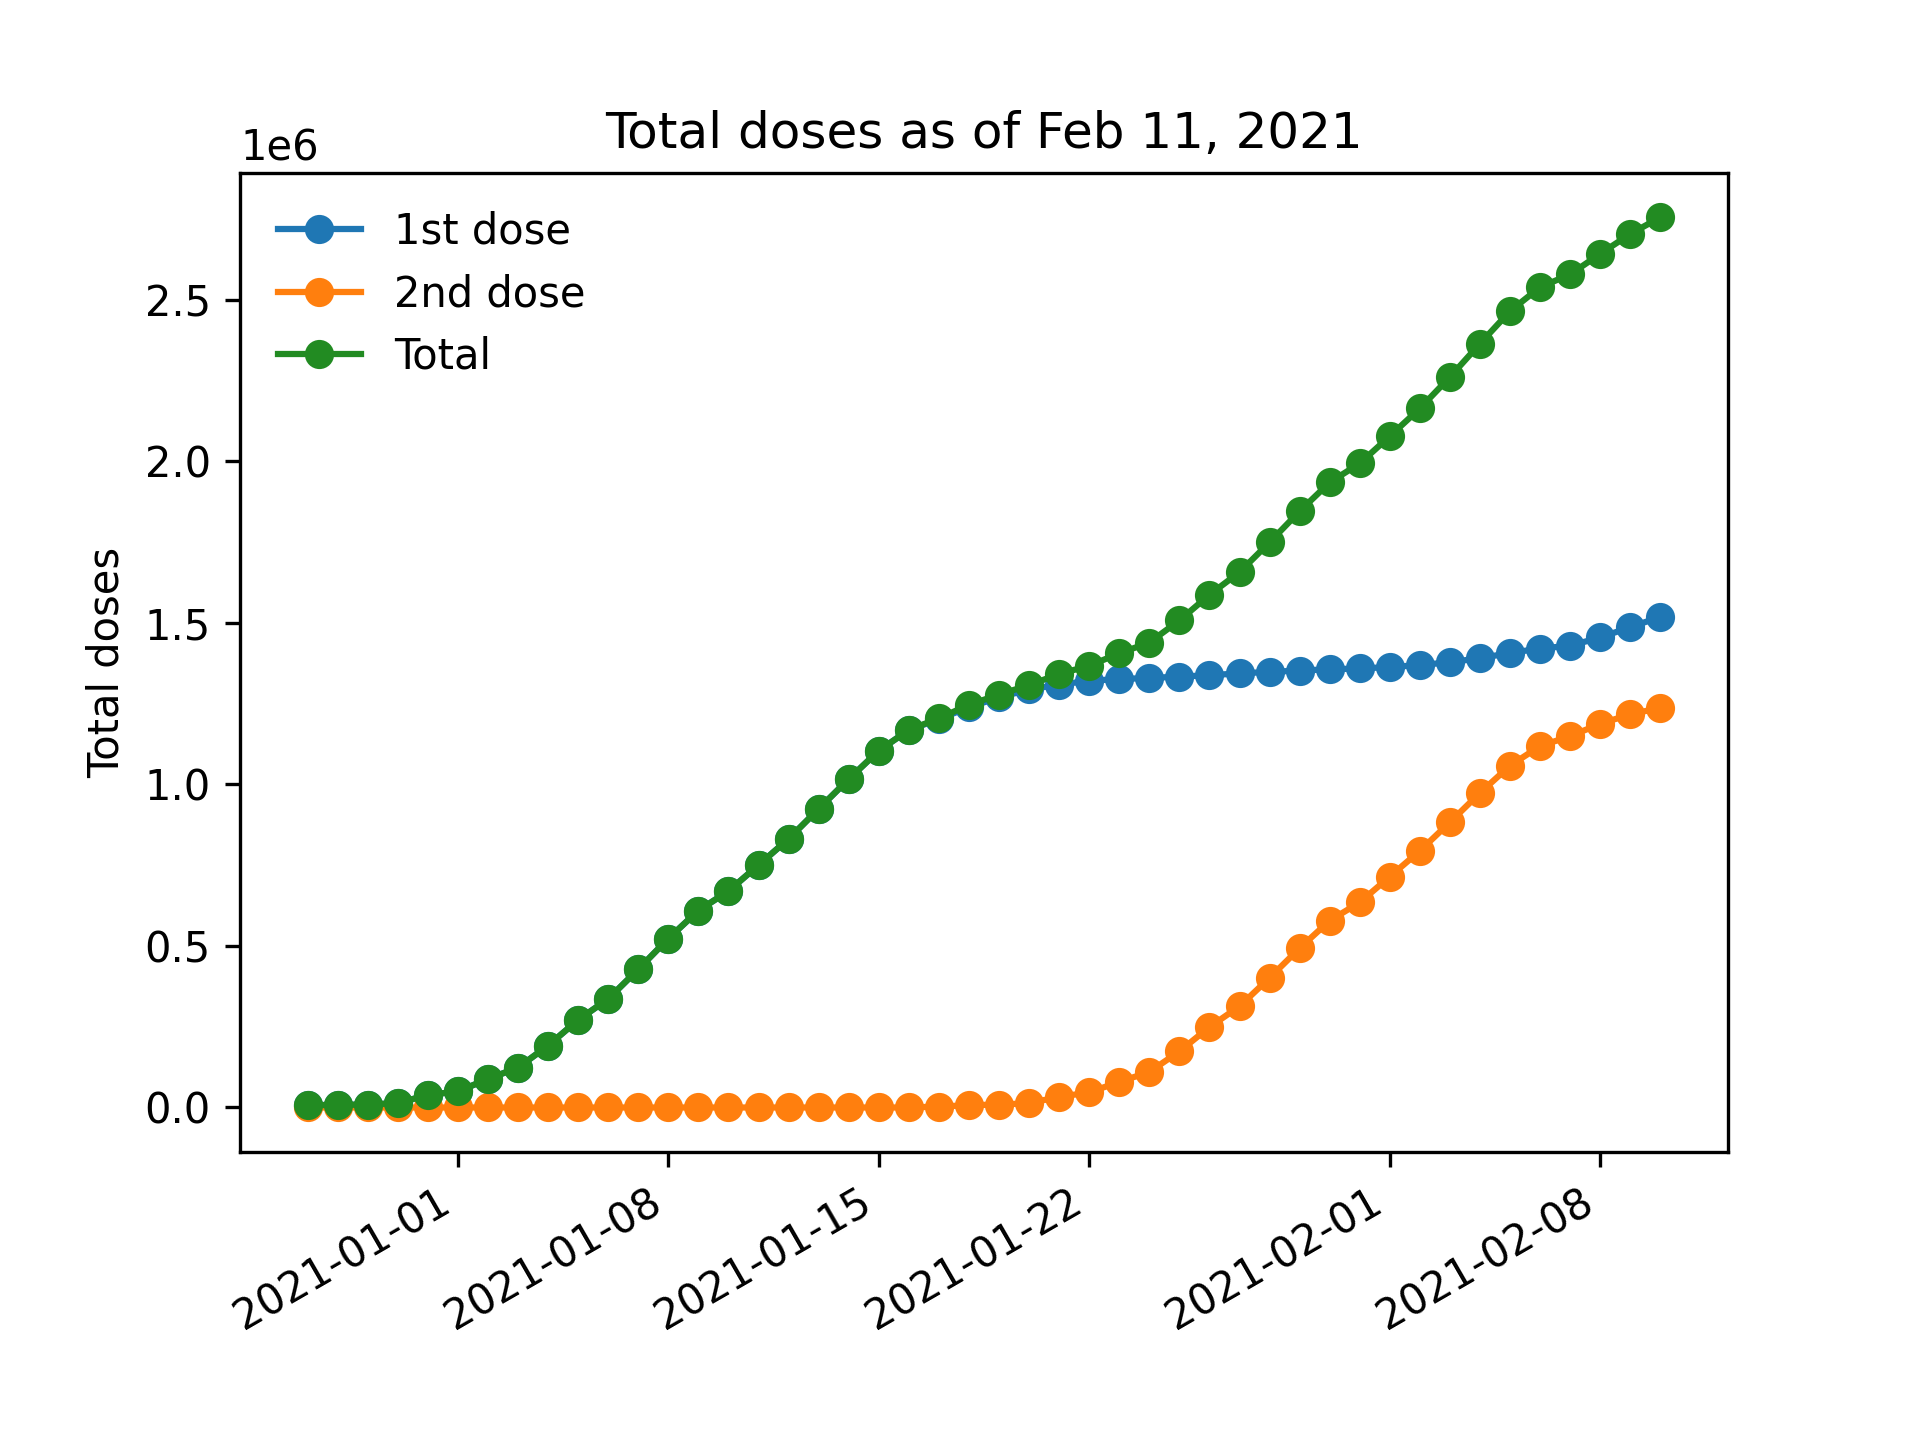 Total doses as of Feb 11, 2021
1e6
1st dose
2nd dose
Total
2.5
2.0
1.5
1.0
0.5
0.0
Total doses
2021-01-01
2021-01-08
2021-01-15
2021-01-22
2021-02-01
2021-02-08